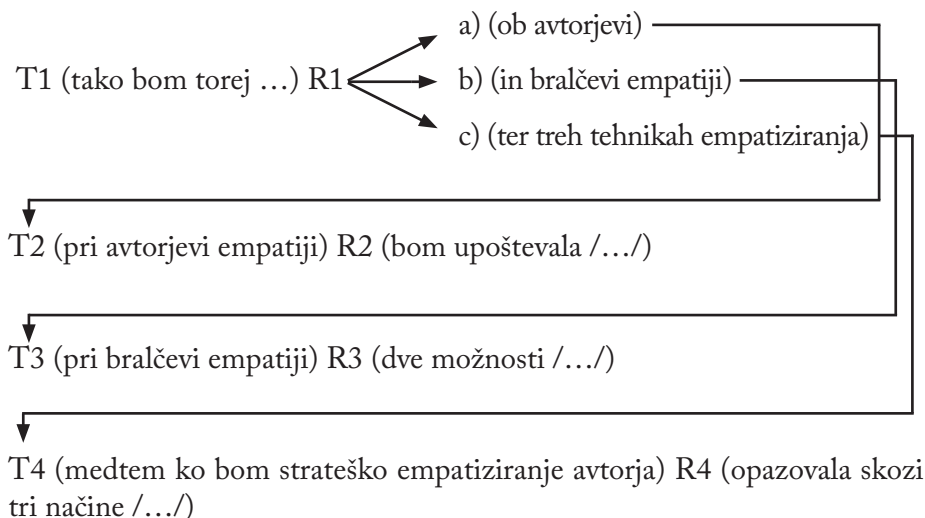 a) (ob avtorjevi)
T1 (tako bom torej …) R1
b) (in bralčevi empatiji)
c) (ter treh tehnikah empatiziranja)
T2 (pri avtorjevi empatiji) R2 (bom upoštevala /…/)
T3 (pri bralčevi empatiji) R3 (dve možnosti /…/)
T4 (medtem ko bom strateško empatiziranje avtorja) R4 (opazovala skozi
tri načine /…/)